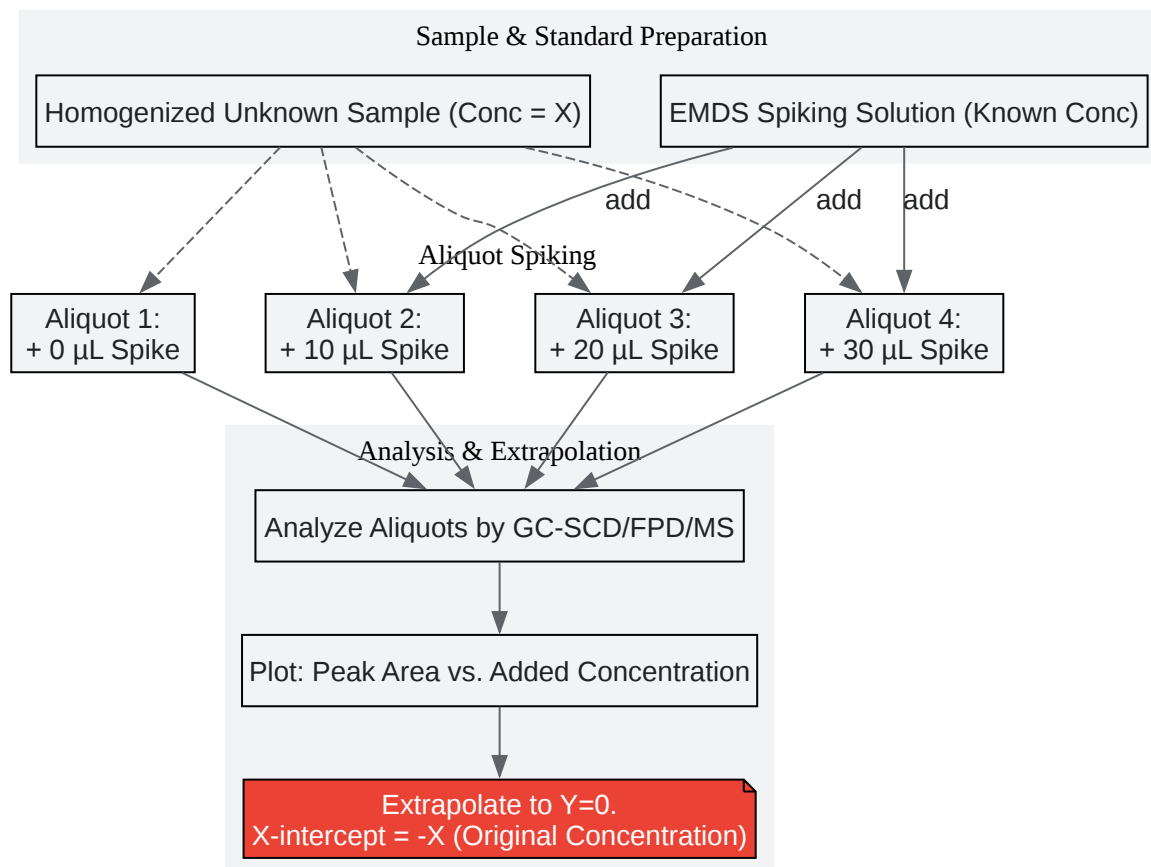 Sample & Standard Preparation
Homogenized Unknown Sample (Conc = X)
EMDS Spiking Solution (Known Conc)
add
add
add
Aliquot Spiking
Aliquot 1:
+ 0 µL Spike
Aliquot 2:
+ 10 µL Spike
Aliquot 3:
+ 20 µL Spike
Aliquot 4:
+ 30 µL Spike
Analysis & Extrapolation
Analyze Aliquots by GC-SCD/FPD/MS
Plot: Peak Area vs. Added Concentration
Extrapolate to Y=0.
X-intercept = -X (Original Concentration)